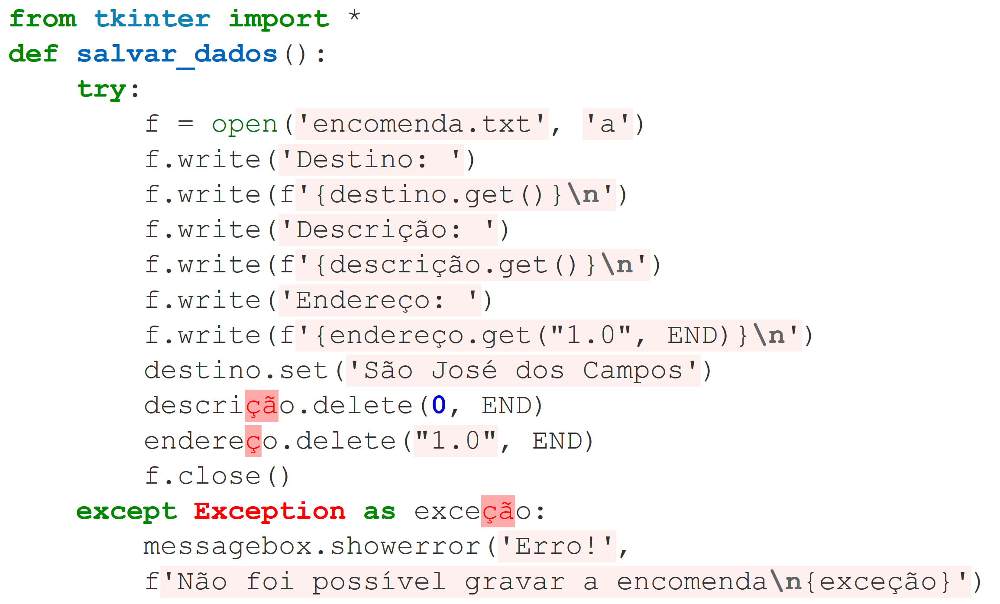 from tkinter import *
def salvar_dados():
    try:
        f = open('encomenda.txt', 'a')
        f.write('Destino: ')
        f.write(f'{destino.get()}\n')
        f.write('Descrição: ')
        f.write(f'{descrição.get()}\n')
        f.write('Endereço: ')
        f.write(f'{endereço.get("1.0", END)}\n')
        destino.set('São José dos Campos')
        descrição.delete(0, END)
        endereço.delete("1.0", END)
        f.close()
    except Exception as exceção:
        messagebox.showerror('Erro!',
        f'Não foi possível gravar a encomenda\n{exceção}')